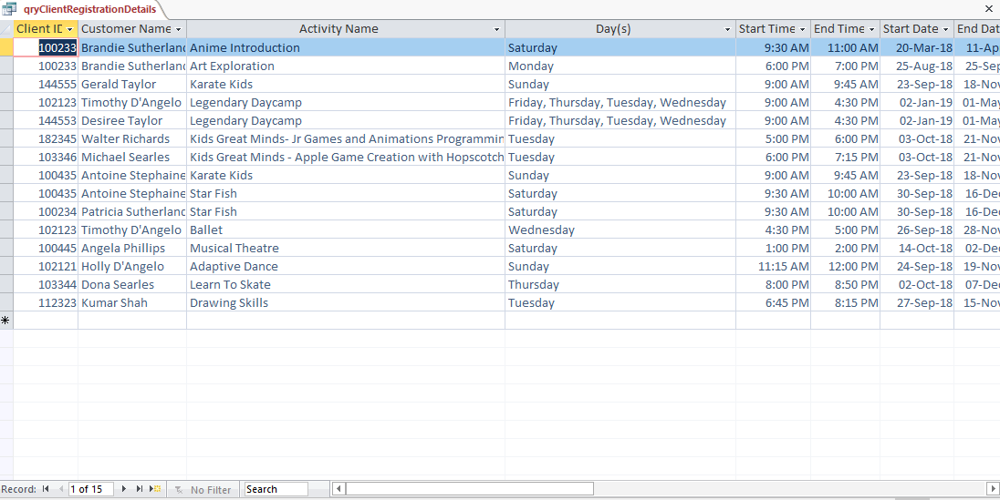 qryClientRegistrationDetails
Client ID Customer Name Activity Name Day(s) Start Time End Time Start Date End Dat
100233 Brandie Sutherland Anime Introduction Saturday 9:30 AM 11:00 AM 20-Mar-18 11-Ap
100233 Brandie Sutherland Art Exploration Monday 6:00 PM 7:00 PM 25-Aug-18 25-Sep
144555 Gerald Taylor Karate Kids Sunday 9:00 AM 9:45 AM 23-Sep-18 18-Nov
102123 Timothy D'Angelo Legendary Daycamp Friday, Thursday, Tuesday, Wednesday 9:00 AM 4:30 PM 02-Jan-19 01-May
144553 Desiree Taylor Legendary Daycamp Friday, Thursday, Tuesday, Wednesday 9:00 AM 4:30 PM 02-Jan-19 01-May
182345 Walter Richards Kids Great Minds- Jr Games and Animations Programmin Tuesday 5:00 PM 6:00 PM 03-Oct-18 21-Nov
103346 Michael Searles Kids Great Minds - Apple Game Creation with Hopscotch Tuesday 6:00 PM 7:15 PM 03-Oct-18 21-Nov
100435 Antoine Stephaine Karate Kids Sunday 9:00 AM 9:45 AM 23-Sep-18 18-Nov
100435 Antoine Stephaine Star Fish Saturday 9:30 AM 10:00 AM 30-Sep-18 16-Dec
100234 Patricia Sutherland Star Fish Saturday 9:30 AM 10:00 AM 30-Sep-18 16-Dec
102123 Timothy D'Angelo Ballet Wednesday 4:30 PM 5:00 PM 26-Sep-18 28-Nov
100445 Angela Phillips Musical Theatre Saturday 1:00 PM 2:00 PM 14-Oct-18 02-Dec
102121 Holly D'Angelo Adaptive Dance Sunday 11:15 AM 12:00 PM 24-Sep-18 19-Nov
103344 Dona Searles Learn To Skate Thursday 8:00 PM 8:50 PM 02-Oct-18 07-Dec
112323 Kumar Shah Drawing Skills Tuesday 6:45 PM 8:15 PM 27-Sep-18 15-Nov
Record: 1 of 15 No Filter Search